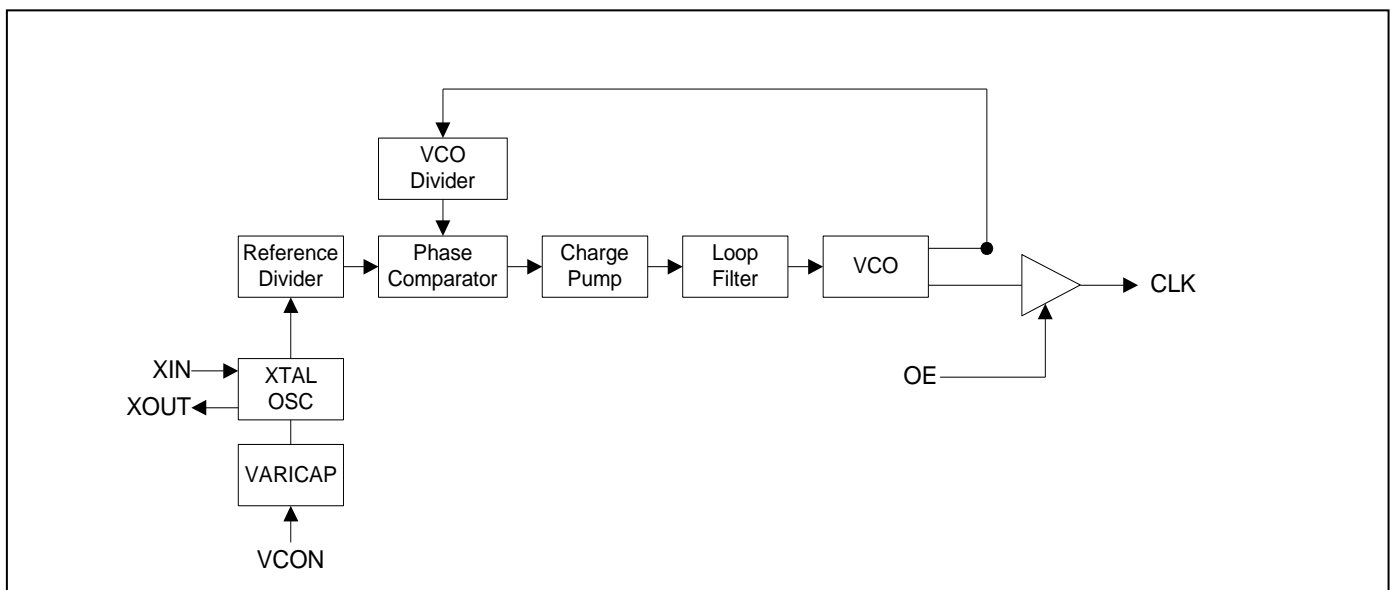 VCO
Divider
Reference
Divider
Phase
Comparator
Charge
Pump
Loop
Filter
VCO
CLK
XIN
XTAL
OSC
XOUT
OE
VARICAP
VCON